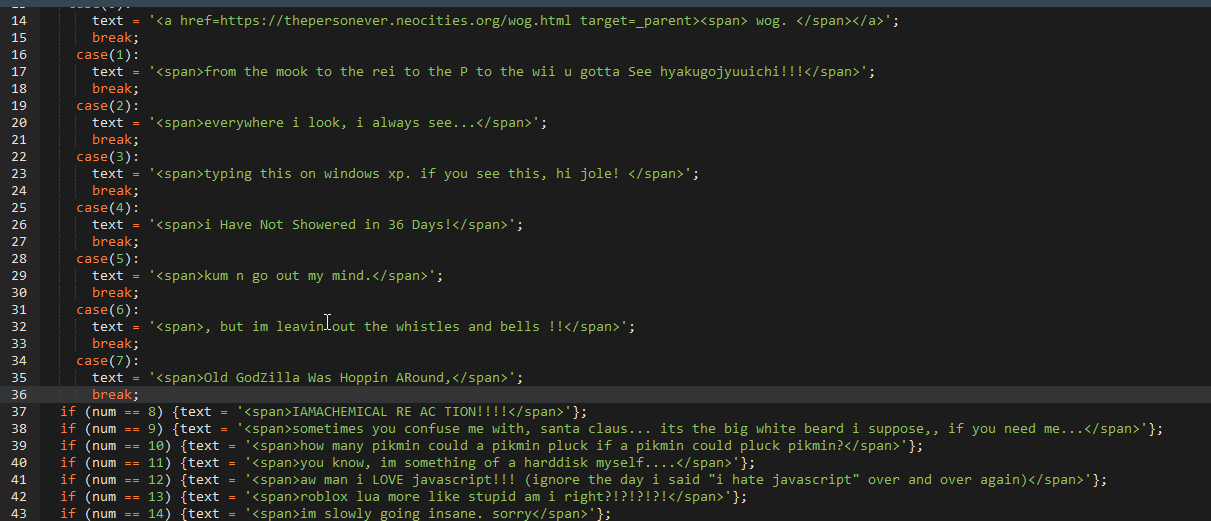 14 text = '<a href=https://thepersonever.neocities.org/wog.html target=_parent><span> wog. </span></a>';
15 break;
16 case(1):
17 text = '<span>from the mook to the rei to the P to the wii u gotta See hyakugojyuuichi!!!</span>';
18 break;
19 case(2):
20 text = '<span>everywhere i look, i always see...</span>';
21 break;
22 case(3):
23 text = '<span>typing this on windows xp. if you see this, hi jole! </span>';
24 break;
25 case(4):
26 text = '<span>i Have Not Showered in 36 Days!</span>';
27 break;
28 case(5):
29 text = '<span>kum n go out my mind.</span>';
30 break;
31 case(6):
32 text = '<span>, but im leavin out the whistles and bells !!</span>';
33 break;
34 case(7):
35 text = '<span>Old GodZilla Was Hoppin ARound,</span>';
36 break;
37 if (num == 8) {text = '<span>IAMACHEMICAL RE AC TION!!!!</span>'};
38 if (num == 9) {text = '<span>sometimes you confuse me with, santa claus... its the big white beard i suppose,, if you need me...</span>'};
39 if (num == 10) {text = '<span>how many pikmin could a pikmin pluck if a pikmin could pluck pikmin?</span>'};
40 if (num == 11) {text = '<span>you know, im something of a harddisk myself....</span>'};
41 if (num == 12) {text = '<span>aw man i LOVE javascript!!! (ignore the day i said "i hate javascript" over and over again)</span>'};
42 if (num == 13) {text = '<span>roblox lua more like stupid am i right?!?!?!?!</span>'};
43 if (num == 14) {text = '<span>im slowly going insane. sorry</span>'};